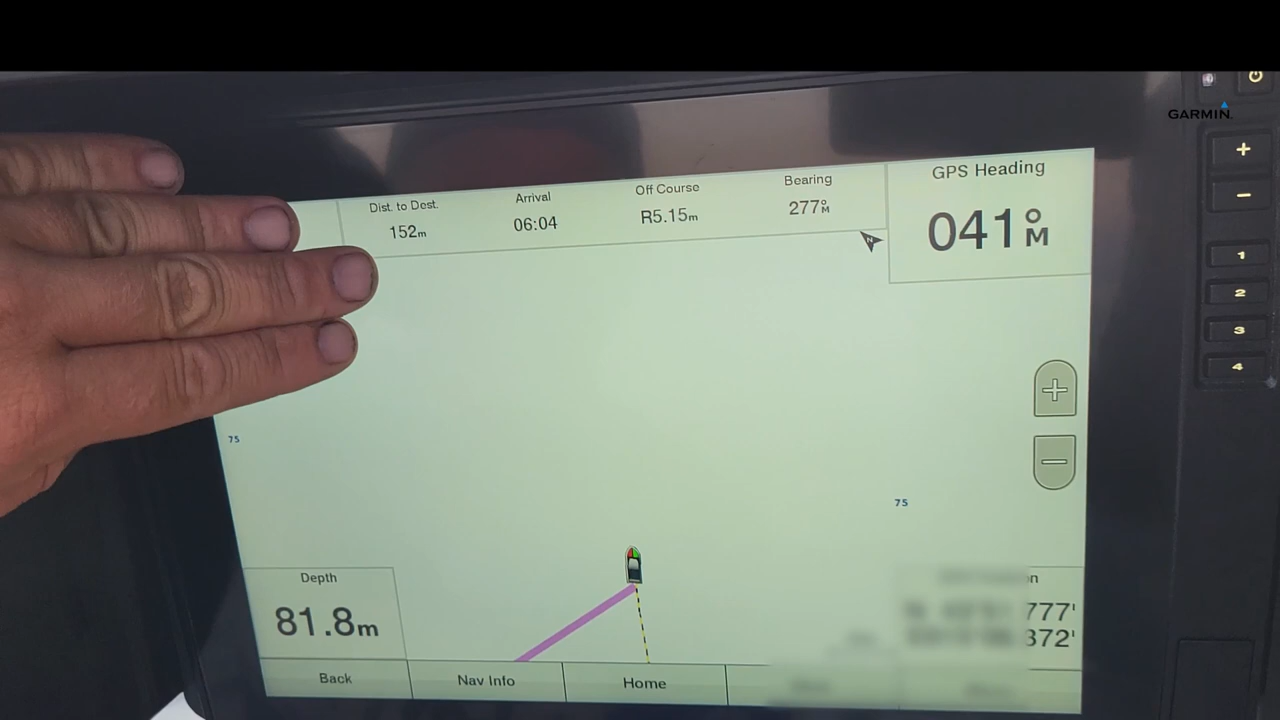 GARMIN
Dist. to Dest.
152m
Arrival
06:04
Off Course
R5.15m
Bearing
277°M
GPS Heading
041°M
N
+
-
1
2
3
4
75
75
Depth
81.8m
n
777'
372'
Back
Nav Info
Home